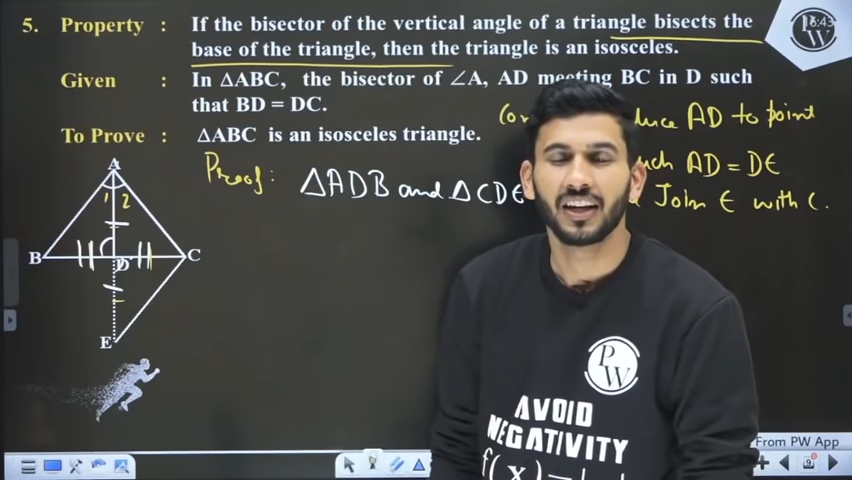 5. Property : If the bisector of the vertical angle of a triangle bisects the
base of the triangle, then the triangle is an isosceles.
Given : In ΔABC, the bisector of ∠A, AD meeting BC in D such
that BD = DC.
To Prove : ΔABC is an isosceles triangle.
AD to point
AD = DE
Join E with C.
Proof: ΔADB and ΔCDE
A
1 2
B D C
E
16:43
P W
P
W
AVOID
NEGATIVITY
f(x)
From PW App
9